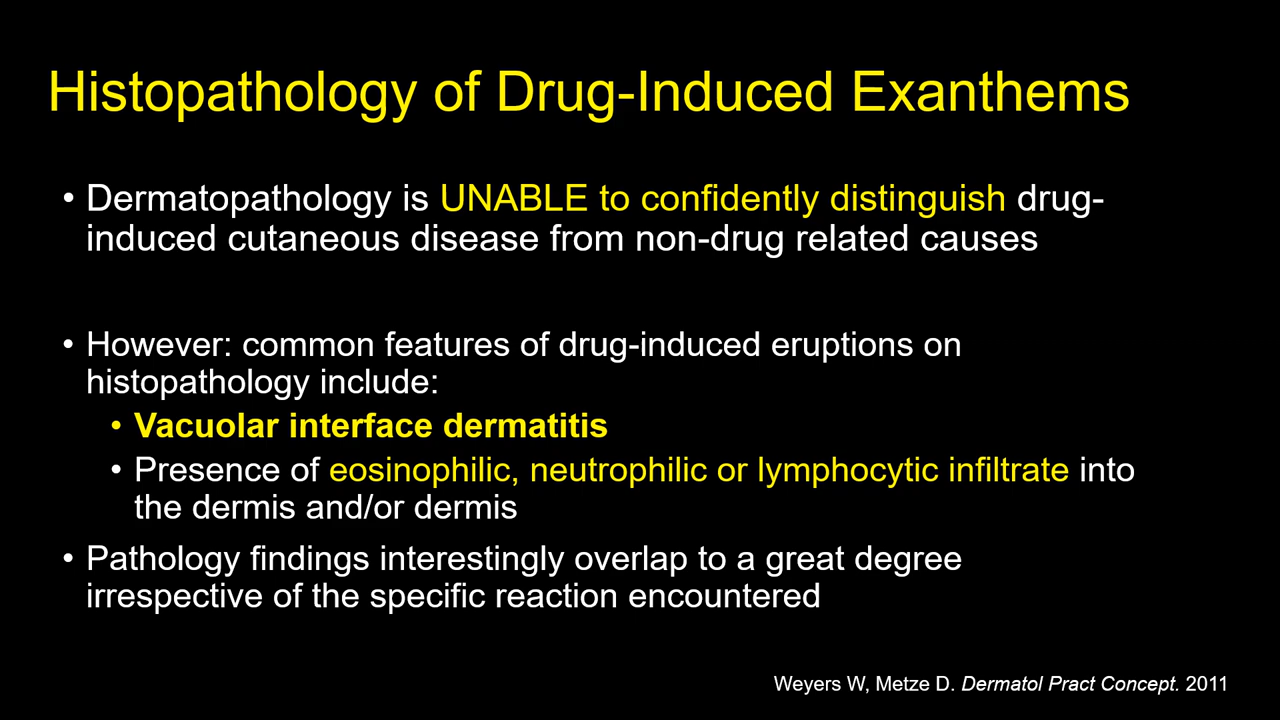 Histopathology of Drug-Induced Exanthems
• Dermatopathology is UNABLE to confidently distinguish drug-
induced cutaneous disease from non-drug related causes
• However: common features of drug-induced eruptions on
histopathology include:
• Vacuolar interface dermatitis
• Presence of eosinophilic, neutrophilic or lymphocytic infiltrate into
the dermis and/or dermis
• Pathology findings interestingly overlap to a great degree
irrespective of the specific reaction encountered
Weyers W, Metze D. Dermatol Pract Concept. 2011